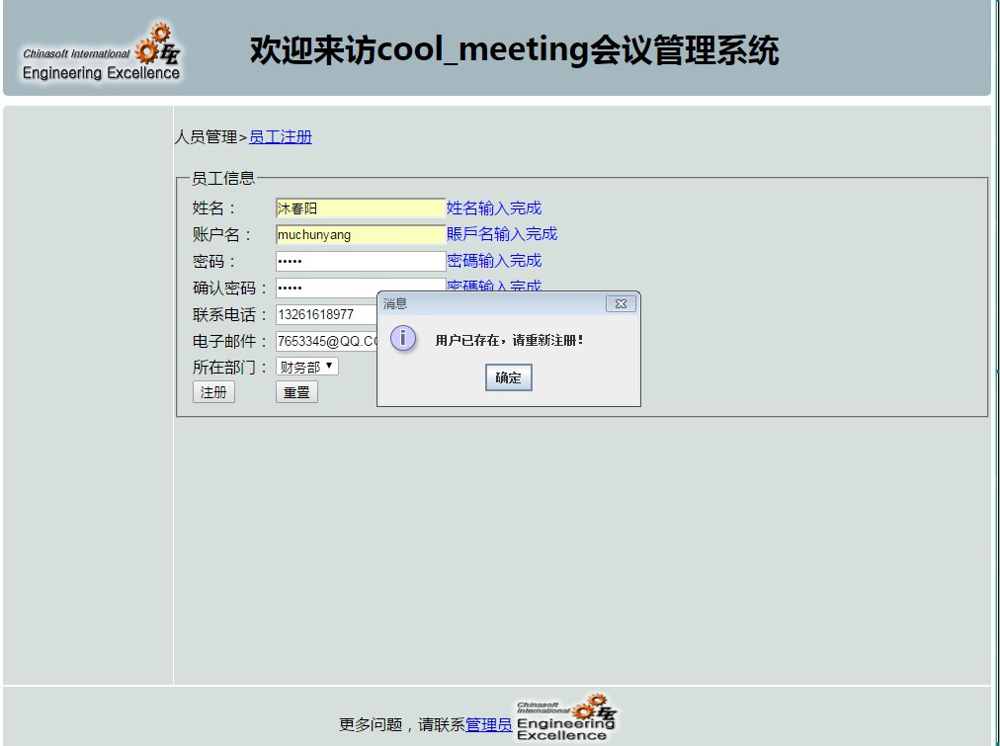 Chinasoft International
Engineering Excellence
欢迎来访cool_meeting会议管理系统
人员管理>员工注册
员工信息
姓名： 沐春阳 姓名输入完成
账户名： muchunyang 賬戶名输入完成
密码： ••••• 密碼输入完成
确认密码： ••••• 密碼输入完成
联系电话： 13261618977
电子邮件： 7653345@QQ.CO
所在部门： 财务部
注册 重置
消息
用户已存在，请重新注册！
确定
更多问题，请联系管理员
Chinasoft International
Engineering Excellence